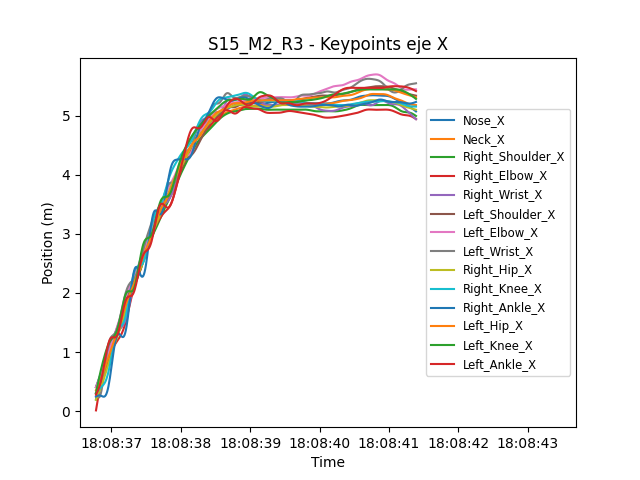 S15_M2_R3 - Keypoints eje X
Position (m)
5
4
3
2
1
0
Nose_X
Neck_X
Right_Shoulder_X
Right_Elbow_X
Right_Wrist_X
Left_Shoulder_X
Left_Elbow_X
Left_Wrist_X
Right_Hip_X
Right_Knee_X
Right_Ankle_X
Left_Hip_X
Left_Knee_X
Left_Ankle_X
18:08:37 18:08:38 18:08:39 18:08:40 18:08:41 18:08:42 18:08:43
Time